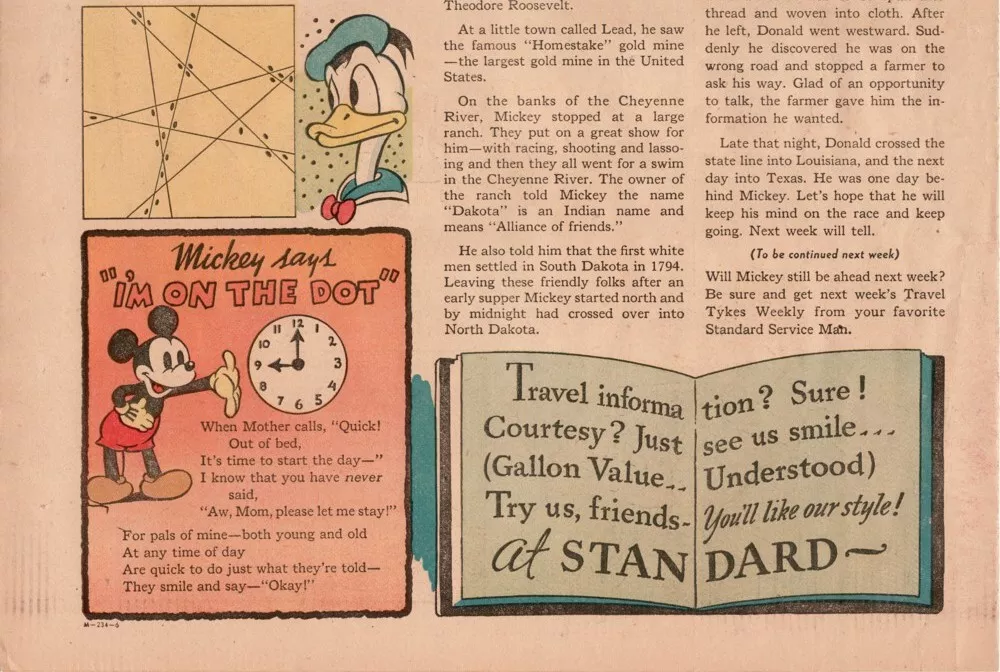 Theodore Roosevelt.
At a little town called Lead, he saw
the famous "Homestake" gold mine
—the largest gold mine in the United
States.
On the banks of the Cheyenne
River, Mickey stopped at a large
ranch. They put on a great show for
him—with racing, shooting and lasso-
ing and then they all went for a swim
in the Cheyenne River. The owner of
the ranch told Mickey the name
"Dakota" is an Indian name and
means "Alliance of friends."
He also told him that the first white
men settled in South Dakota in 1794.
Leaving these friendly folks after an
early supper Mickey started north and
by midnight had crossed over into
North Dakota.
thread and woven into cloth. After
he left, Donald went westward. Sud-
denly he discovered he was on the
wrong road and stopped a farmer to
ask his way. Glad of an opportunity
to talk, the farmer gave him the in-
formation he wanted.
Late that night, Donald crossed the
state line into Louisiana, and the next
day into Texas. He was one day be-
hind Mickey. Let's hope that he will
keep his mind on the race and keep
going. Next week will tell.
(To be continued next week)
Will Mickey still be ahead next week?
Be sure and get next week's Travel
Tykes Weekly from your favorite
Standard Service Man.
Mickey says
"I'M ON THE DOT"
11 12 1
10 2
9 3
8 4
7 6 5
When Mother calls, "Quick!
Out of bed,
It's time to start the day—"
I know that you have never
said,
"Aw, Mom, please let me stay!"
For pals of mine—both young and old
At any time of day
Are quick to do just what they're told—
They smile and say—"Okay!"
M-234-6
Travel information? Sure!
Courtesy? Just see us smile...
(Gallon Value.. Understood)
Try us, friends- You'll like our style!
at STANDARD~